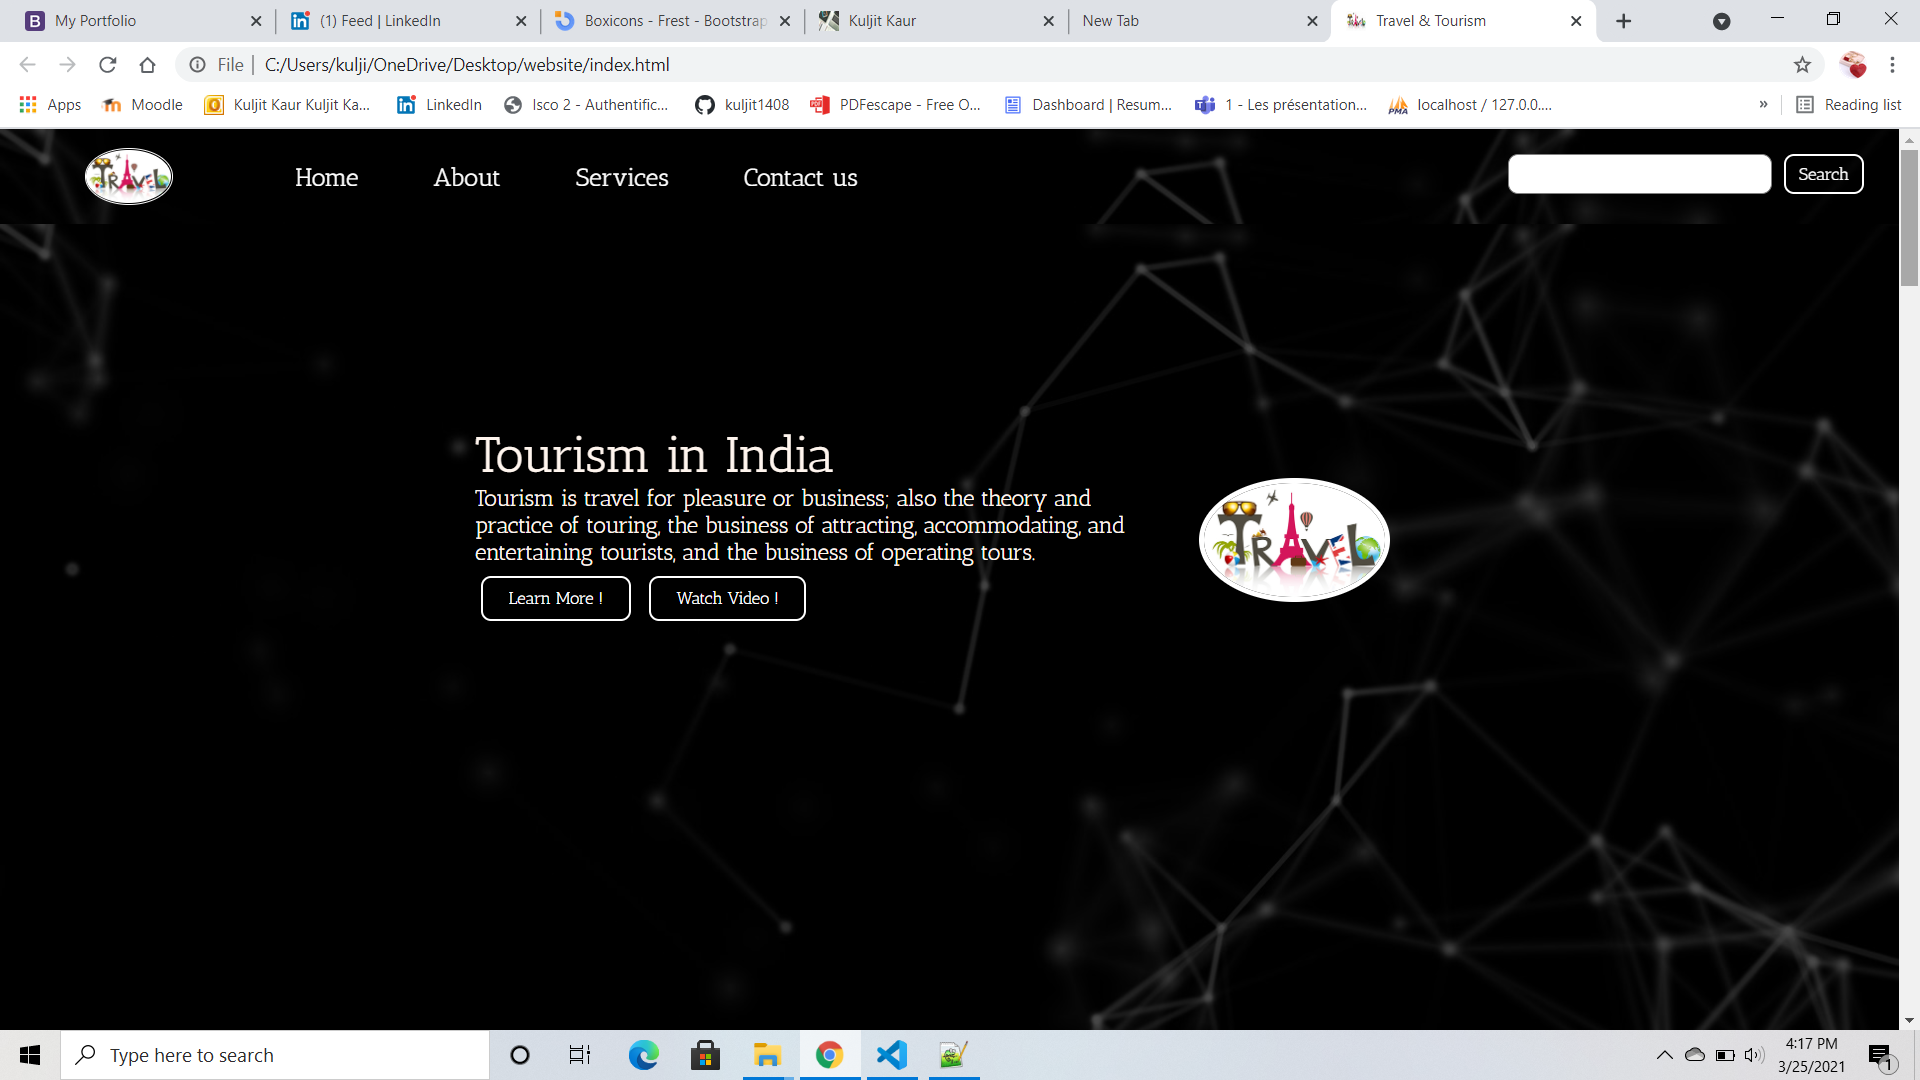 My Portfolio
(1) Feed | LinkedIn
Boxicons - Frest - Bootstrap
Kuljit Kaur
New Tab
Travel & Tourism
File | C:/Users/kulji/OneDrive/Desktop/website/index.html
Apps
Moodle
Kuljit Kaur Kuljit Ka...
LinkedIn
Isco 2 - Authentific...
kuljit1408
PDFescape - Free O...
Dashboard | Resum...
1 - Les présentation...
PMA
localhost / 127.0.0....
»
Reading list
TRAVEL
Home
About
Services
Contact us
Search
Tourism in India
Tourism is travel for pleasure or business; also the theory and
practice of touring, the business of attracting, accommodating, and
entertaining tourists, and the business of operating tours.
TRAVEL
Learn More !
Watch Video !
Type here to search
4:17 PM
3/25/2021
1